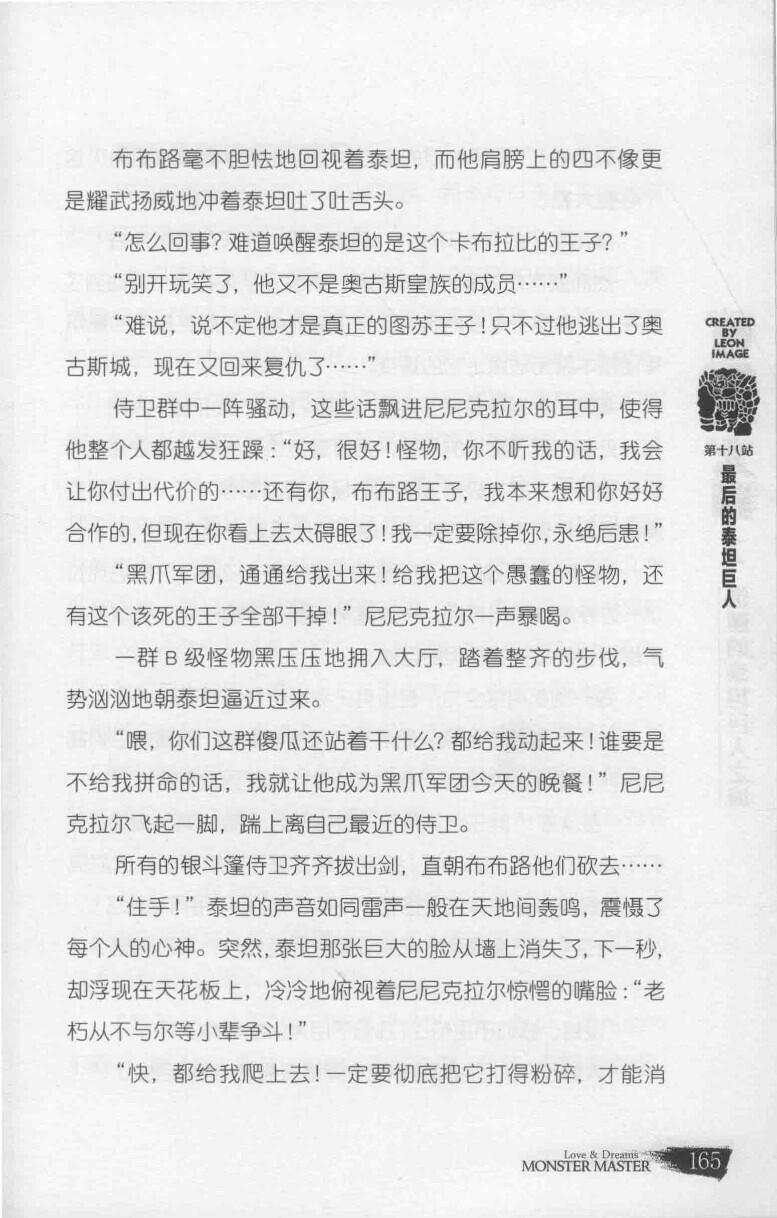 布布路毫不胆怯地回视着泰坦，而他肩膀上的四不像更
是耀武扬威地冲着泰坦吐了吐舌头。
“怎么回事？难道唤醒泰坦的是这个卡布拉比的王子？”
“别开玩笑了，他又不是奥古斯皇族的成员……”
“难说，说不定他才是真正的图苏王子！只不过他逃出了奥
古斯城，现在又回来复仇了……”
侍卫群中一阵骚动，这些话飘进尼尼克拉尔的耳中，使得
他整个人都越发狂躁：“好，很好！怪物，你不听我的话，我会
让你付出代价的……还有你，布布路王子，我本来想和你好好
合作的，但现在你看上去太碍眼了！我一定要除掉你，永绝后患！”
“黑爪军团，通通给我出来！给我把这个愚蠢的怪物，还
有这个该死的王子全部干掉！”尼尼克拉尔一声暴喝。
一群B级怪物黑压压地拥入大厅，踏着整齐的步伐，气
势汹汹地朝泰坦逼近过来。
“喂，你们这群傻瓜还站着干什么？都给我动起来！谁要是
不给我拼命的话，我就让他成为黑爪军团今天的晚餐！”尼尼
克拉尔飞起一脚，踹上离自己最近的侍卫。
所有的银斗篷侍卫齐齐拔出剑，直朝布布路他们砍去……
“住手！”泰坦的声音如同雷声一般在天地间轰鸣，震慑了
每个人的心神。突然，泰坦那张巨大的脸从墙上消失了，下一秒，
却浮现在天花板上，冷冷地俯视着尼尼克拉尔惊愕的嘴脸：“老
朽从不与尔等小辈争斗！”
“快，都给我爬上去！一定要彻底把它打得粉碎，才能消
CREATED
BY
LEON
IMAGE
第十八站
最后的泰坦巨人
Love & Dreams
MONSTER MASTER
165